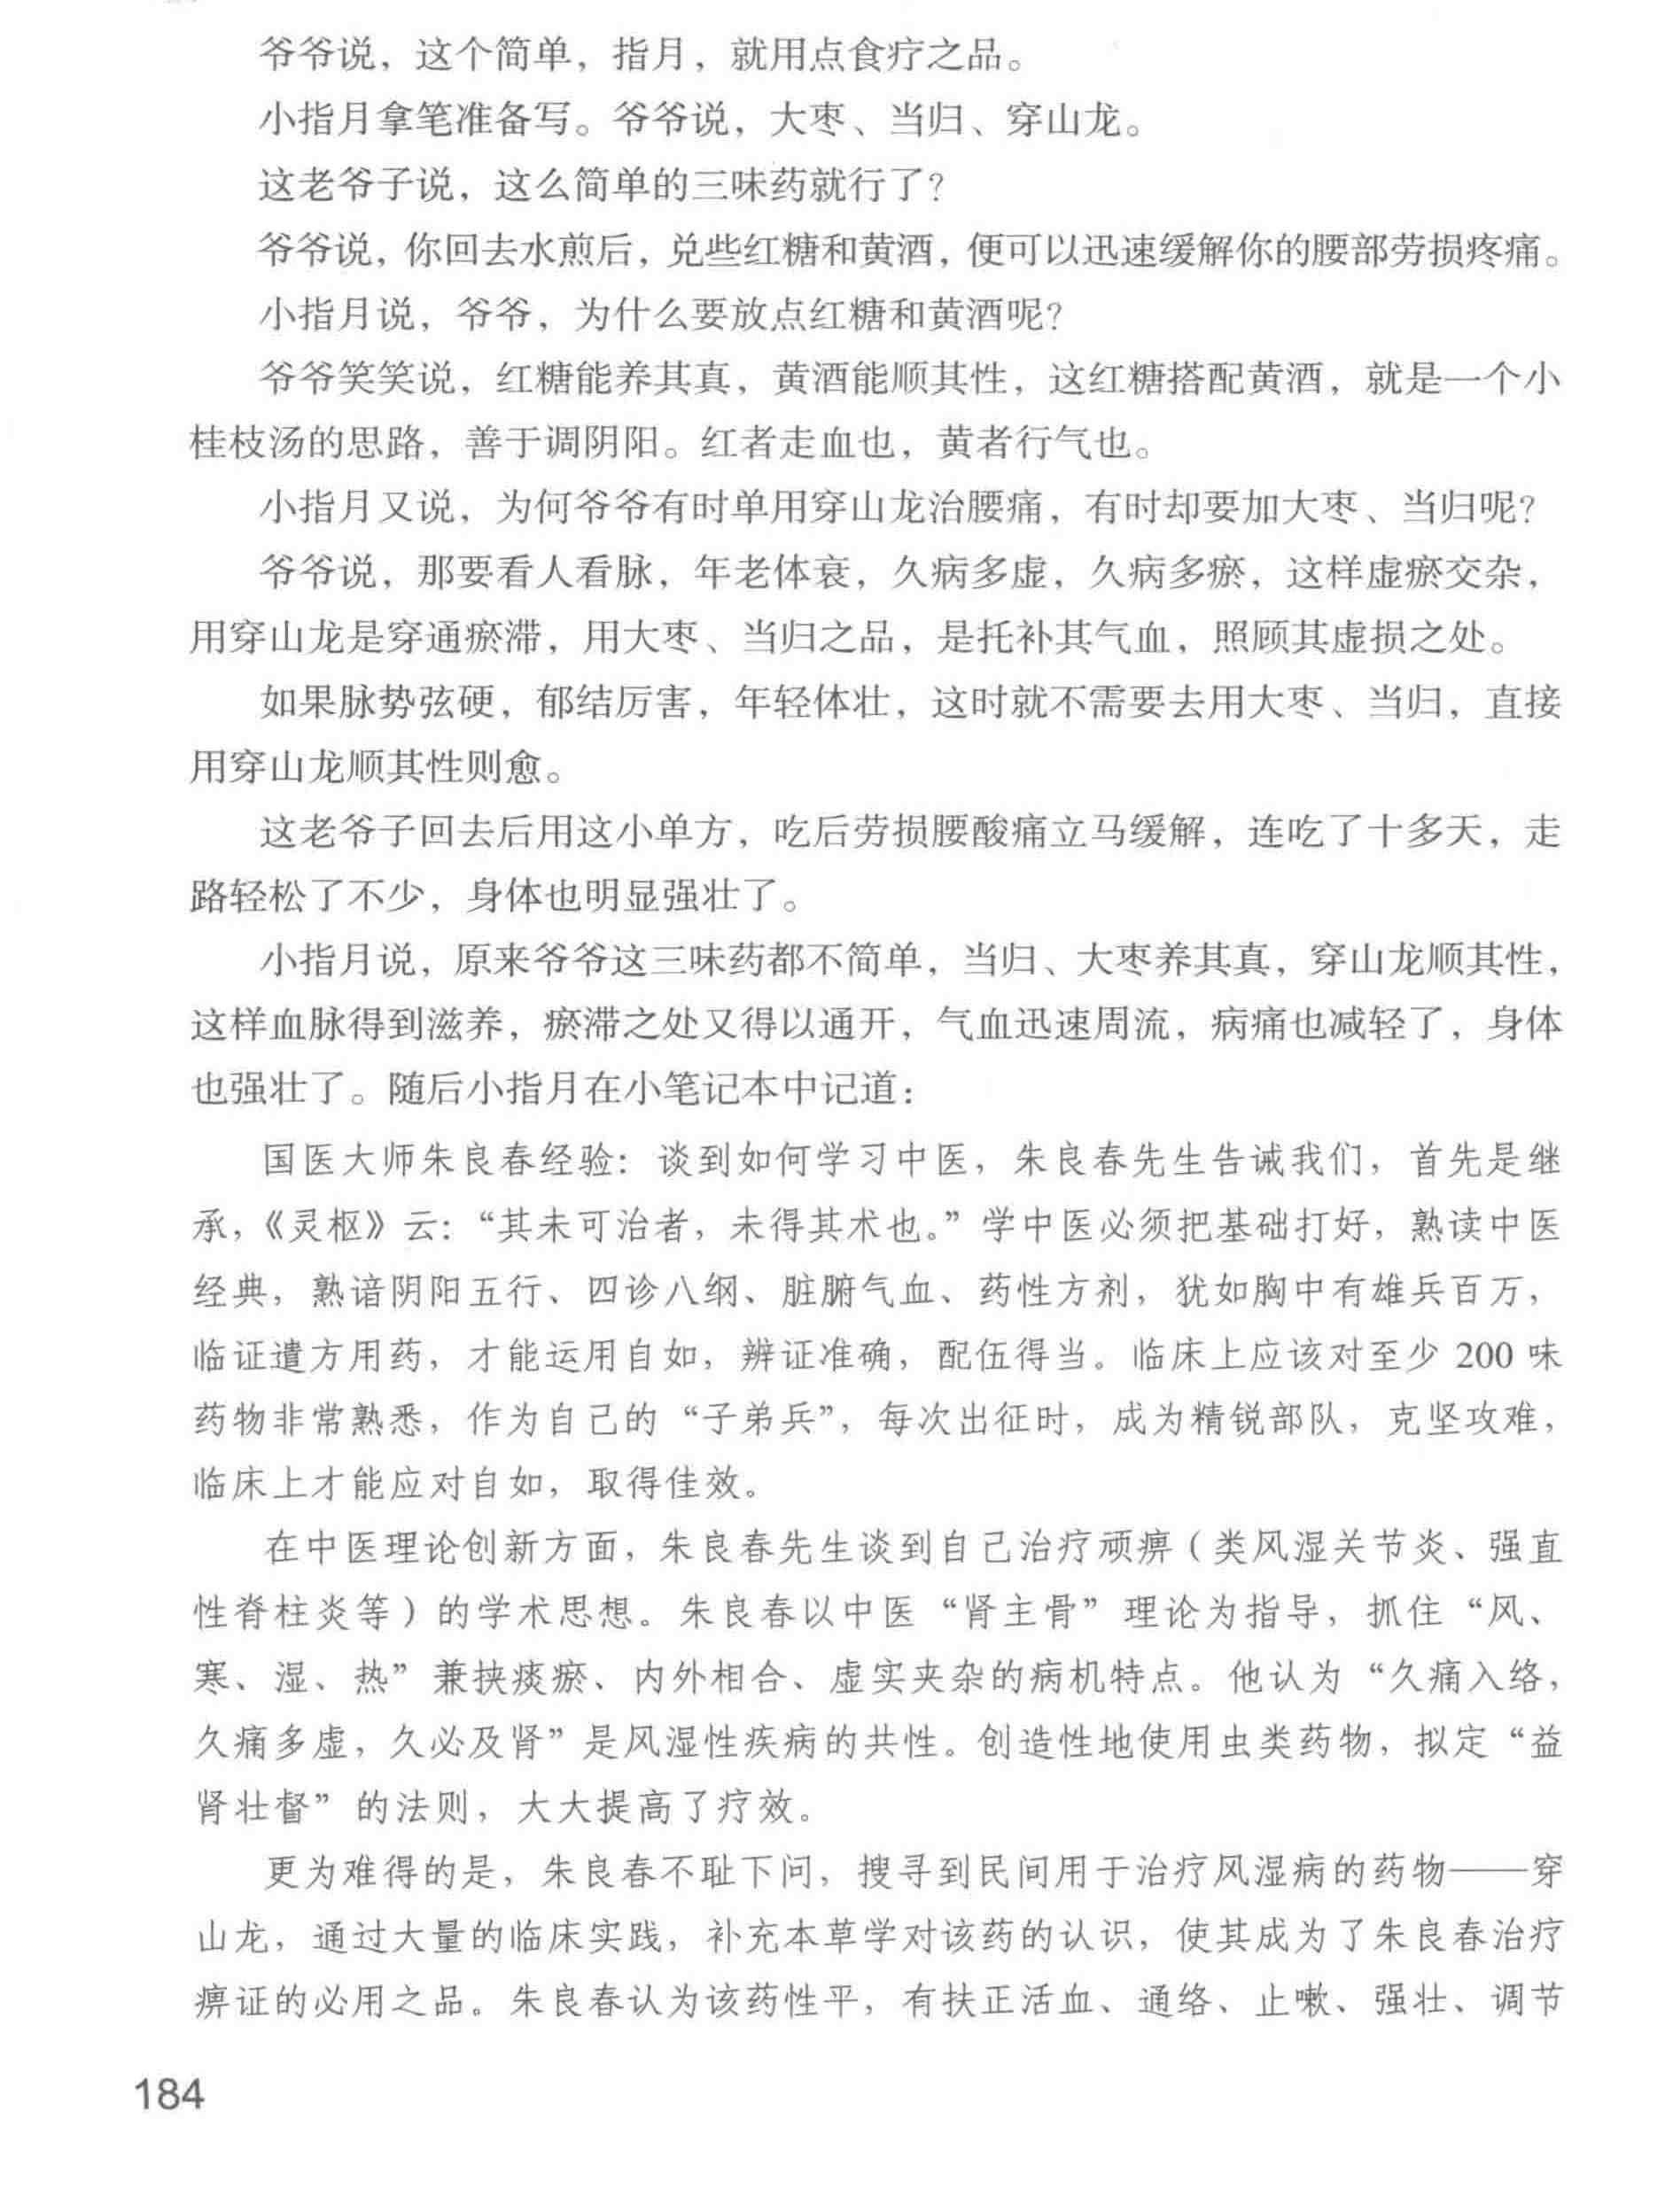 爷爷说，这个简单，指月，就用点食疗之品。
小指月拿笔准备写。爷爷说，大枣、当归、穿山龙。
这老爷子说，这么简单的三味药就行了？
爷爷说，你回去水煎后，兑些红糖和黄酒，便可以迅速缓解你的腰部劳损疼痛。
小指月说，爷爷，为什么要放点红糖和黄酒呢？
爷爷笑笑说，红糖能养其真，黄酒能顺其性，这红糖搭配黄酒，就是一个小
桂枝汤的思路，善于调阴阳。红者走血也，黄者行气也。
小指月又说，为何爷爷有时单用穿山龙治腰痛，有时却要加大枣、当归呢？
爷爷说，那要看人看脉，年老体衰，久病多虚，久病多瘀，这样虚瘀交杂，
用穿山龙是穿通瘀滞，用大枣、当归之品，是托补其气血，照顾其虚损之处。
如果脉势弦硬，郁结厉害，年轻体壮，这时就不需要去用大枣、当归，直接
用穿山龙顺其性则愈。
这老爷子回去后用这小单方，吃后劳损腰酸痛立马缓解，连吃了十多天，走
路轻松了不少，身体也明显强壮了。
小指月说，原来爷爷这三味药都不简单，当归、大枣养其真，穿山龙顺其性，
这样血脉得到滋养，瘀滞之处又得以通开，气血迅速周流，病痛也减轻了，身体
也强壮了。随后小指月在小笔记本中记道：
国医大师朱良春经验：谈到如何学习中医，朱良春先生告诫我们，首先是继
承，《灵枢》云：“其未可治者，未得其术也。”学中医必须把基础打好，熟读中医
经典，熟谙阴阳五行、四诊八纲、脏腑气血、药性方剂，犹如胸中有雄兵百万，
临证遣方用药，才能运用自如，辨证准确，配伍得当。临床上应该对至少 200 味
药物非常熟悉，作为自己的“子弟兵”，每次出征时，成为精锐部队，克坚攻难，
临床上才能应对自如，取得佳效。
在中医理论创新方面，朱良春先生谈到自己治疗顽痹（类风湿关节炎、强直
性脊柱炎等）的学术思想。朱良春以中医“肾主骨”理论为指导，抓住“风、
寒、湿、热”兼挟痰瘀、内外相合、虚实夹杂的病机特点。他认为“久痛入络，
久痛多虚，久必及肾”是风湿性疾病的共性。创造性地使用虫类药物，拟定“益
肾壮督”的法则，大大提高了疗效。
更为难得的是，朱良春不耻下问，搜寻到民间用于治疗风湿病的药物——穿
山龙，通过大量的临床实践，补充本草学对该药的认识，使其成为了朱良春治疗
痹证的必用之品。朱良春认为该药性平，有扶正活血、通络、止嗽、强壮、调节
184